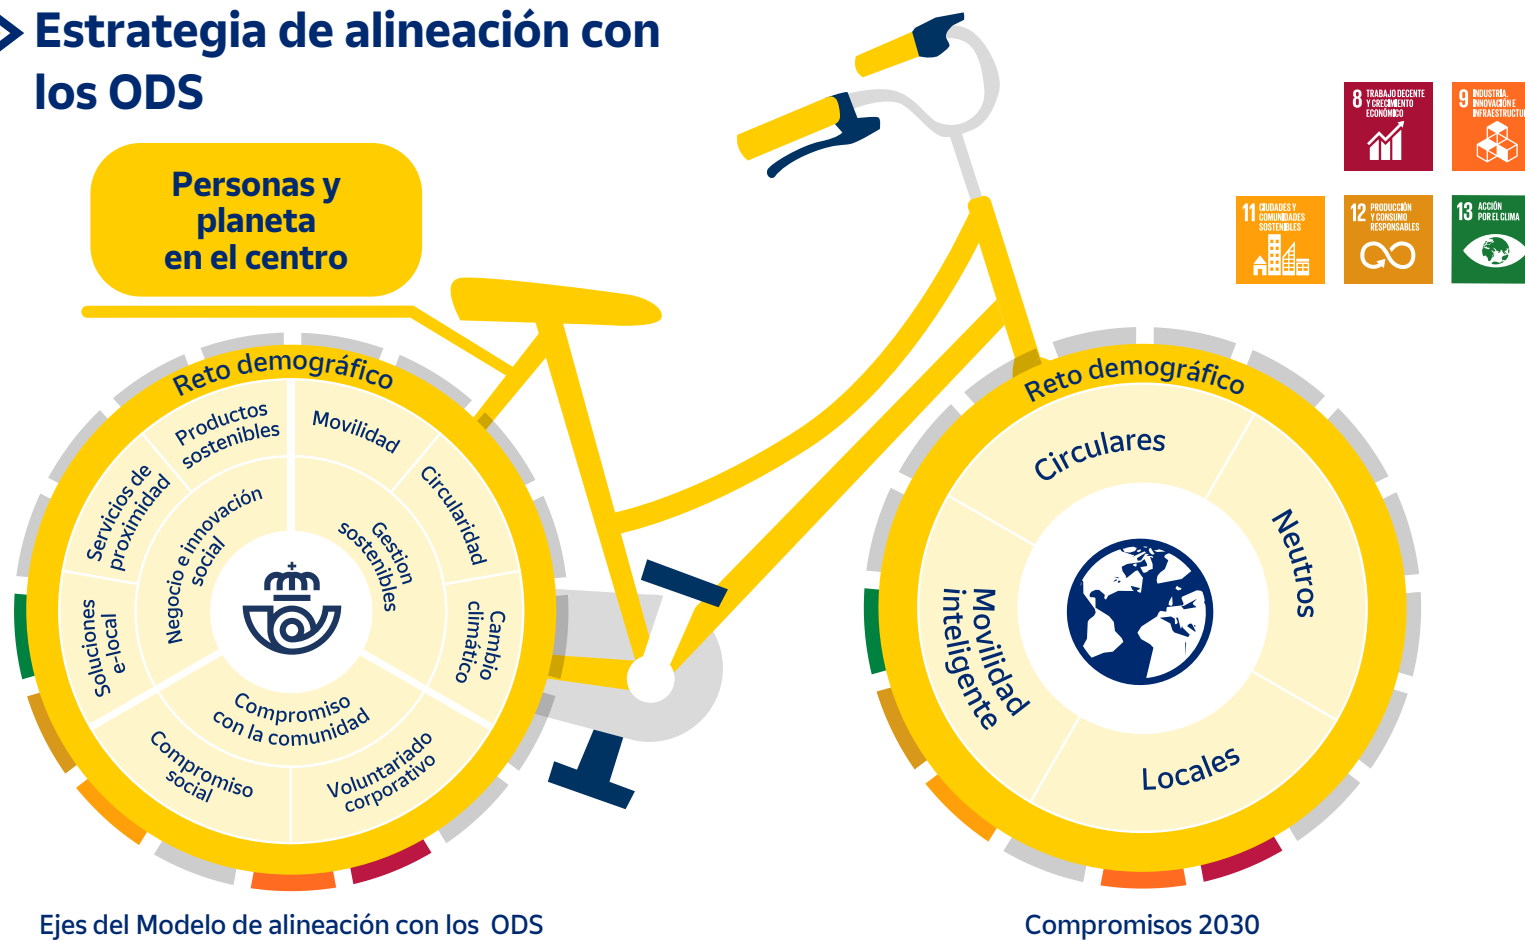 Estrategia de alineación con
los ODS
Personas y
planeta
en el centro
8 TRABAJO DECENTE
Y CRECIMIENTO
ECONÓMICO
9 INDUSTRIA,
INNOVACIÓN E
11 CIUDADES Y
COMUNIDADES
SOSTENIBLES
12 PRODUCCIÓN
Y CONSUMO
RESPONSABLES
13 ACCIÓN
POR EL CLIMA
Reto demográfico
Productos
sostenibles
Movilidad
Servicios de
proximidad
Circularidad
Negocio e innovación
social
Gestion
sostenibles
Soluciones
e-local
Cambio
climático
Compromiso
con la comunidad
Compromiso
social
Voluntariado
corporativo
Reto demográfico
Circulares
Neutros
Movilidad
inteligente
Locales
Ejes del Modelo de alineación con los ODS
Compromisos 2030